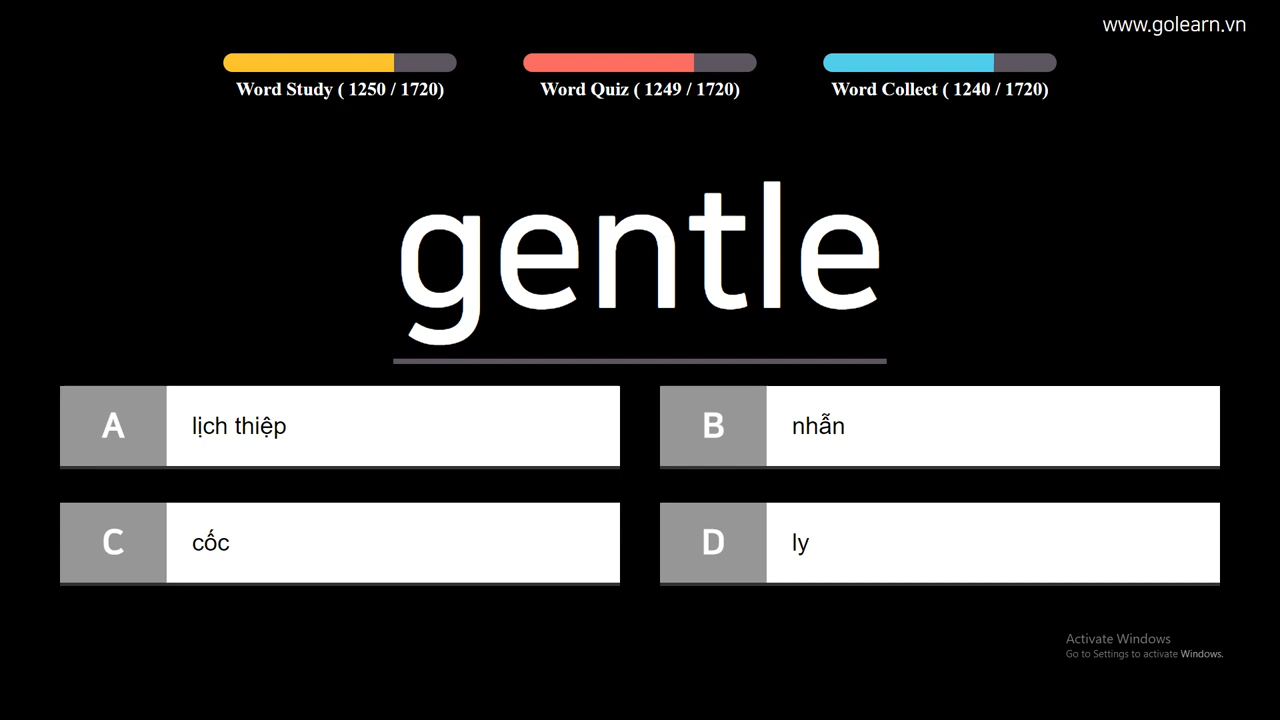 www.golearn.vn
Word Study ( 1250 / 1720)
Word Quiz ( 1249 / 1720)
Word Collect ( 1240 / 1720)
gentle
A lịch thiệp
B nhẫn
C cốc
D ly
Activate Windows
Go to Settings to activate Windows.